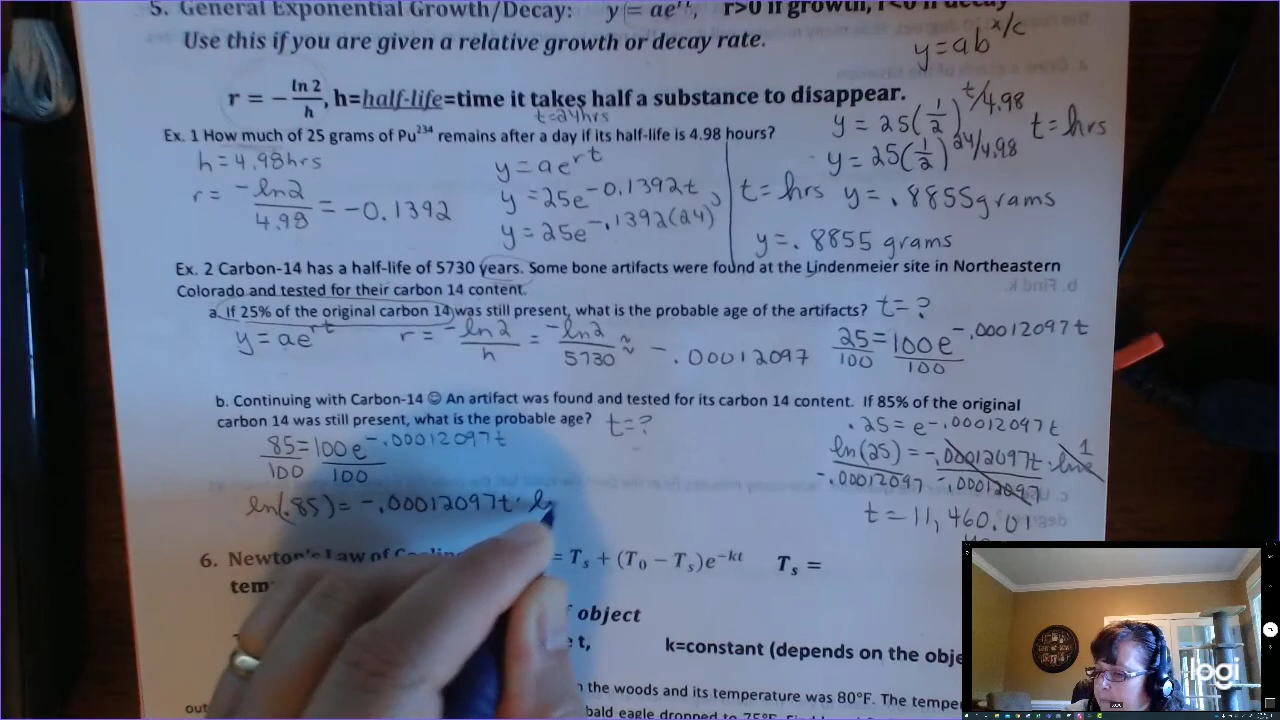 5. General Exponential Growth/Decay: y = ae^rt, r>0 if growth, r<0 if decay
Use this if you are given a relative growth or decay rate.
y=ab^x/c
r = - ln 2 / h, h=half-life=time it takes half a substance to disappear.
t=24hrs
y = 25(1/2)^t/4.98 t=hrs
Ex. 1 How much of 25 grams of Pu²³⁴ remains after a day if its half-life is 4.98 hours?
h=4.98hrs
y=ae^rt
y=25(1/2)^24/4.98
r= -ln2 / 4.98 = -0.1392
y=25e^-0.1392t, t=hrs
y=.8855grams
y=25e^-.1392(24)
y=.8855 grams
Ex. 2 Carbon-14 has a half-life of 5730 years. Some bone artifacts were found at the Lindenmeier site in Northeastern
Colorado and tested for their carbon 14 content.
a. If 25% of the original carbon 14 was still present, what is the probable age of the artifacts? t=?
y=ae^rt r= -ln2 / h = -ln2 / 5730 ≈ -.00012097
25/100 = 100e^-.00012097t / 100
b. Continuing with Carbon-14 ☺ An artifact was found and tested for its carbon 14 content. If 85% of the original
carbon 14 was still present, what is the probable age? t=?
.25=e^-.00012097t
85/100 = 100e^-.00012097t / 100
ln(25) / -.00012097 = -.00012097t / -.00012097 · lne 1
ln(.85)=-.00012097t·l
t=11,460.01
6. Newton's Law of = Tₛ + (T₀ − Tₛ)e^−kt Tₛ =
tem
object
e t, k=constant (depends on the obje
n the woods and its temperature was 80°F. The temper
out
bald eagle dropped to 75°F.
logi